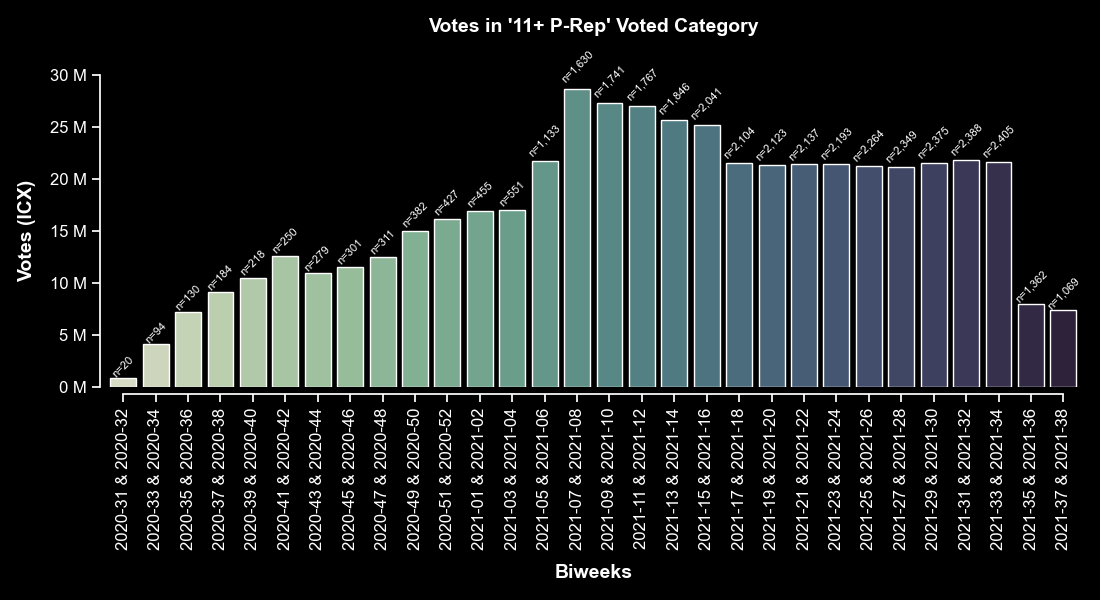 Votes in '11+ P-Rep' Voted Category
Votes (ICX)
30 M
25 M
20 M
15 M
10 M
5 M
0 M
n=20
n=94
n=130
n=184
n=218
n=250
n=279
n=301
n=311
n=382
n=427
n=455
n=551
n=1,133
n=1,630
n=1,741
n=1,767
n=1,846
n=2,041
n=2,104
n=2,123
n=2,137
n=2,193
n=2,264
n=2,349
n=2,375
n=2,388
n=2,405
n=1,362
n=1,069
2020-31 & 2020-32
2020-33 & 2020-34
2020-35 & 2020-36
2020-37 & 2020-38
2020-39 & 2020-40
2020-41 & 2020-42
2020-43 & 2020-44
2020-45 & 2020-46
2020-47 & 2020-48
2020-49 & 2020-50
2020-51 & 2020-52
2021-01 & 2021-02
2021-03 & 2021-04
2021-05 & 2021-06
2021-07 & 2021-08
2021-09 & 2021-10
2021-11 & 2021-12
2021-13 & 2021-14
2021-15 & 2021-16
2021-17 & 2021-18
2021-19 & 2021-20
2021-21 & 2021-22
2021-23 & 2021-24
2021-25 & 2021-26
2021-27 & 2021-28
2021-29 & 2021-30
2021-31 & 2021-32
2021-33 & 2021-34
2021-35 & 2021-36
2021-37 & 2021-38
Biweeks